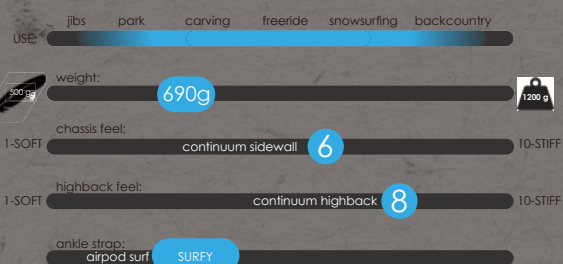 jibs park carving freeride snowsurfing backcountry
USE:
weight:
500 g 690g 1200 g
chassis feel:
1-SOFT continuum sidewall 6 10-STIFF
highback feel:
1-SOFT continuum highback 8 10-STIFF
ankle strap:
airpod surf SURFY